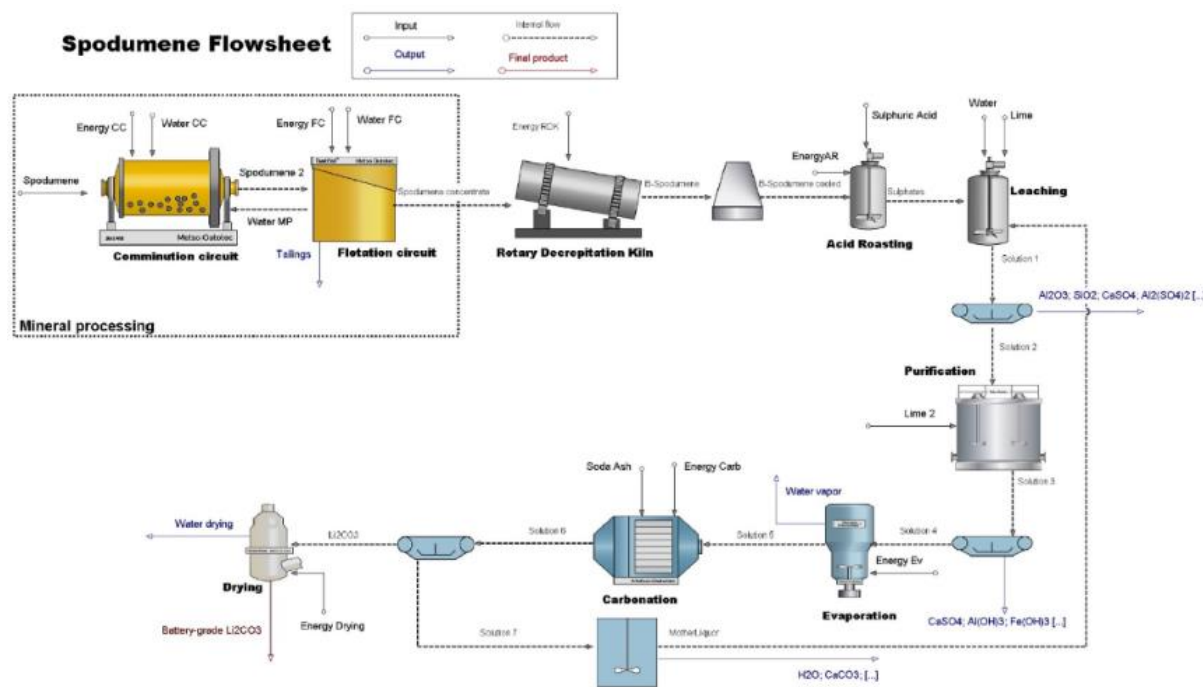 Spodumene Flowsheet
Input
Internal flow
Output
Final product
Energy CC
Water CC
Energy FC
Water FC
Spodumene
Spodumene 2
Water MP
Metso-Outotec
Metso-Outotec
Comminution circuit
Tailings
Flotation circuit
Mineral processing
Spodumene concentrate
Energy RDK
Rotary Decrepitation Kiln
B-Spodumene
B-Spodumene cooled
Sulphuric Acid
EnergyAR
Sulphates
Acid Roasting
Water
Lime
Leaching
Solution 1
Al2O3; SiO2; CaSO4; Al2(SO4)2 [...]
Solution 2
Purification
Lime 2
Solution 3
Soda Ash
Energy Carb
Water vapor
Water drying
Li2CO3
Solution 6
Solution 5
Solution 4
Energy Ev
Drying
Carbonation
Evaporation
Energy Drying
Battery-grade Li2CO3
CaSO4; Al(OH)3; Fe(OH)3 [...]
Solution 7
MotherLiquor
H2O; CaCO3; [...]